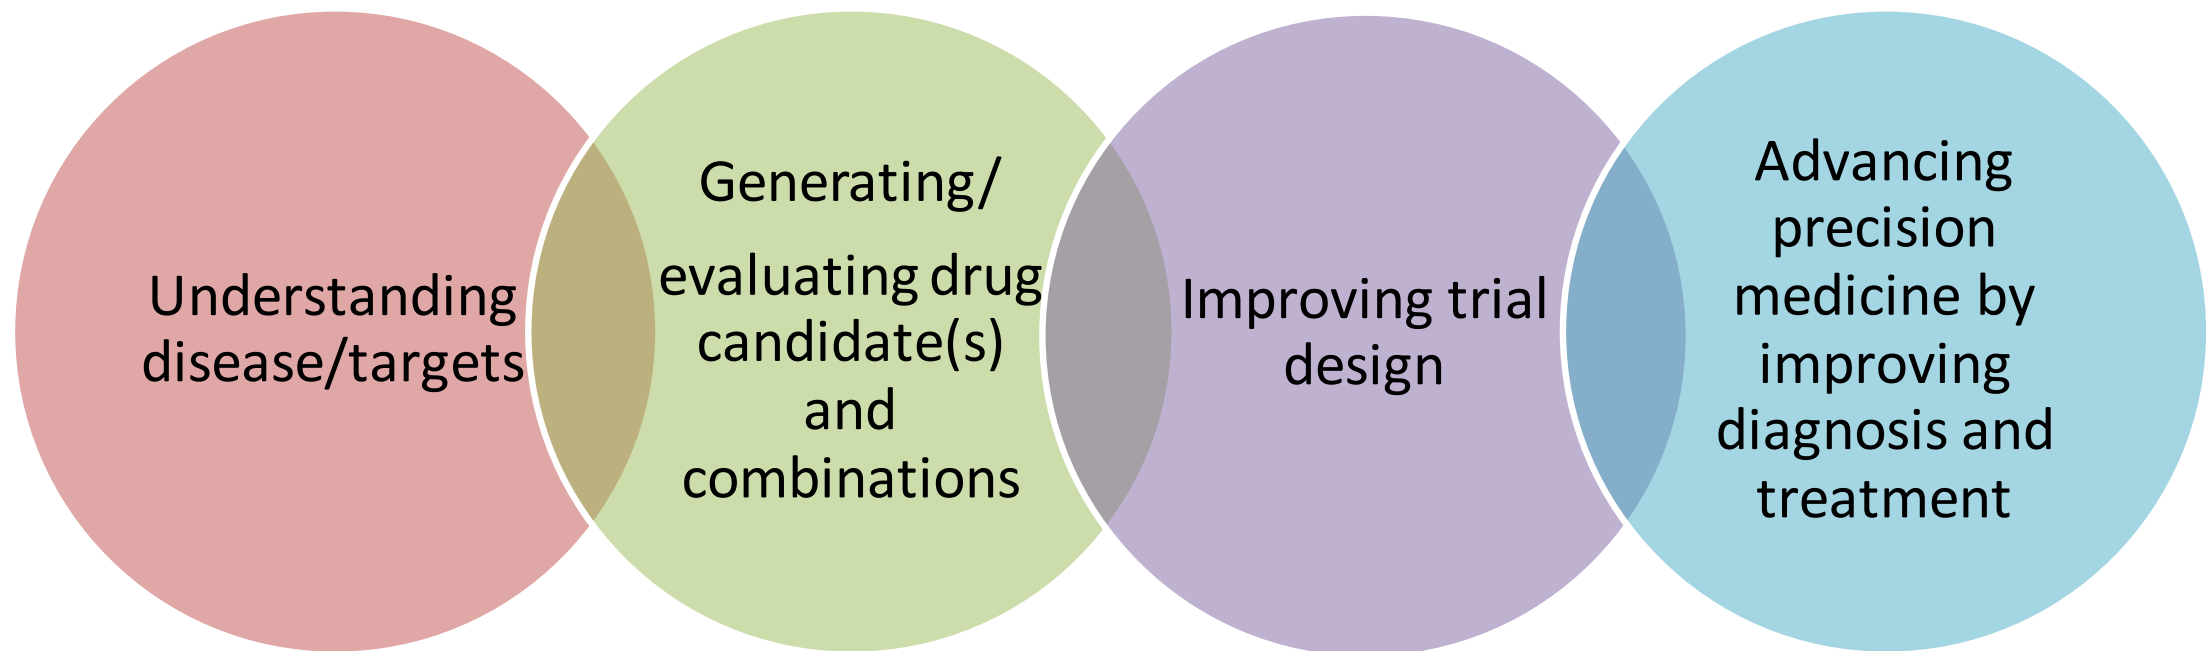 Understanding
disease/targets
Generating/
evaluating drug
candidate(s)
and
combinations
Improving trial
design
Advancing
precision
medicine by
improving
diagnosis and
treatment